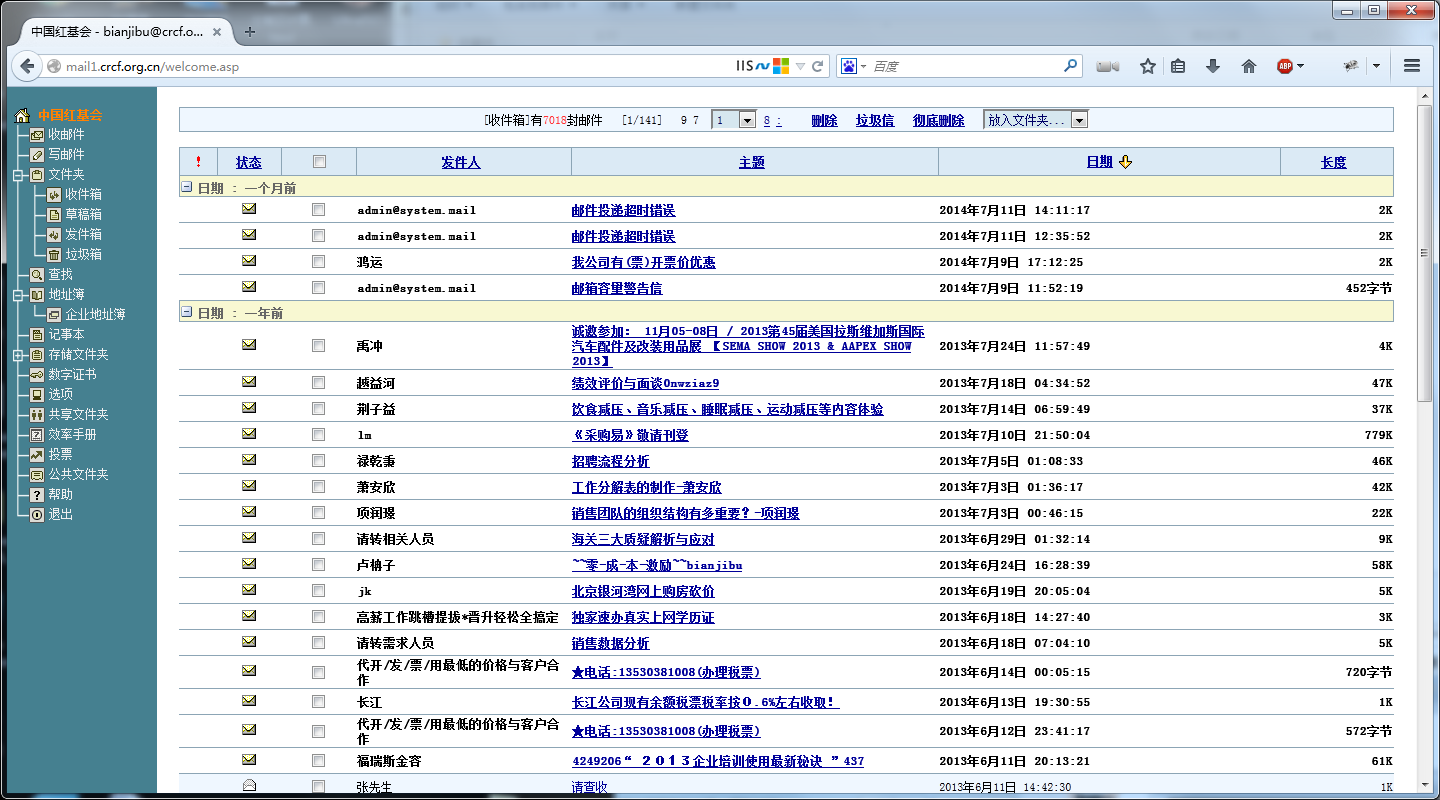 中国红基会 - bianjibu@crcf.o...
mail1.crcf.org.cn/welcome.asp
IIS
百度
ABP
中国红基会
收邮件
写邮件
文件夹
收件箱
草稿箱
发件箱
垃圾箱
查找
地址簿
企业地址簿
记事本
存储文件夹
数字证书
选项
共享文件夹
效率手册
投票
公共文件夹
帮助
退出
[收件箱]有7018封邮件 [1/141] 9 7 1 8 : 删除 垃圾信 彻底删除 放入文件夹...
! 状态 发件人 主题 日期 长度
日期 : 一个月前
admin@system.mail 邮件投递超时错误 2014年7月11日 14:11:17 2K
admin@system.mail 邮件投递超时错误 2014年7月11日 12:35:52 2K
鸿运 我公司有(票)开票价优惠 2014年7月9日 17:12:25 2K
admin@system.mail 邮箱容量警告信 2014年7月9日 11:52:19 452字节
日期 : 一年前
禹冲 诚邀参加: 11月05-08日 / 2013第45届美国拉斯维加斯国际
汽车配件及改装用品展 【SEMA SHOW 2013 & AAPEX SHOW
2013】 2013年7月24日 11:57:49 4K
越益河 绩效评价与面谈0nwziaz9 2013年7月18日 04:34:52 47K
荆子益 饮食减压、音乐减压、睡眠减压、运动减压等内容体验 2013年7月14日 06:59:49 37K
lm 《采购易》敬请刊登 2013年7月10日 21:50:04 779K
禄乾秉 招聘流程分析 2013年7月5日 01:08:33 46K
萧安欣 工作分解表的制作-萧安欣 2013年7月3日 01:36:17 42K
项润璟 销售团队的组织结构有多重要？-项润璟 2013年7月3日 00:46:15 22K
请转相关人员 海关三大质疑解析与应对 2013年6月29日 01:32:14 9K
卢柚子 ~~零-成-本-激励~~bianjibu 2013年6月24日 16:28:39 58K
jk 北京银河湾网上购房砍价 2013年6月19日 20:05:04 5K
高薪工作跳槽提拔*晋升轻松全搞定 独家速办真实上网学历证 2013年6月18日 14:27:40 3K
请转需求人员 销售数据分析 2013年6月18日 07:04:10 5K
代开/发/票/用最低的价格与客户合
作 ★电话:13530381008(办理税票) 2013年6月14日 00:05:15 720字节
长江 长江公司现有余额税票税率按０.６%左右收取! 2013年6月13日 19:30:55 1K
代开/发/票/用最低的价格与客户合
作 ★电话:13530381008(办理税票) 2013年6月12日 23:41:17 572字节
福瑞斯金容 4249206“ ２０１３企业培训使用最新秘诀 ”437 2013年6月11日 20:13:21 61K
张先生 请查收 2013年6月11日 14:42:30 1K